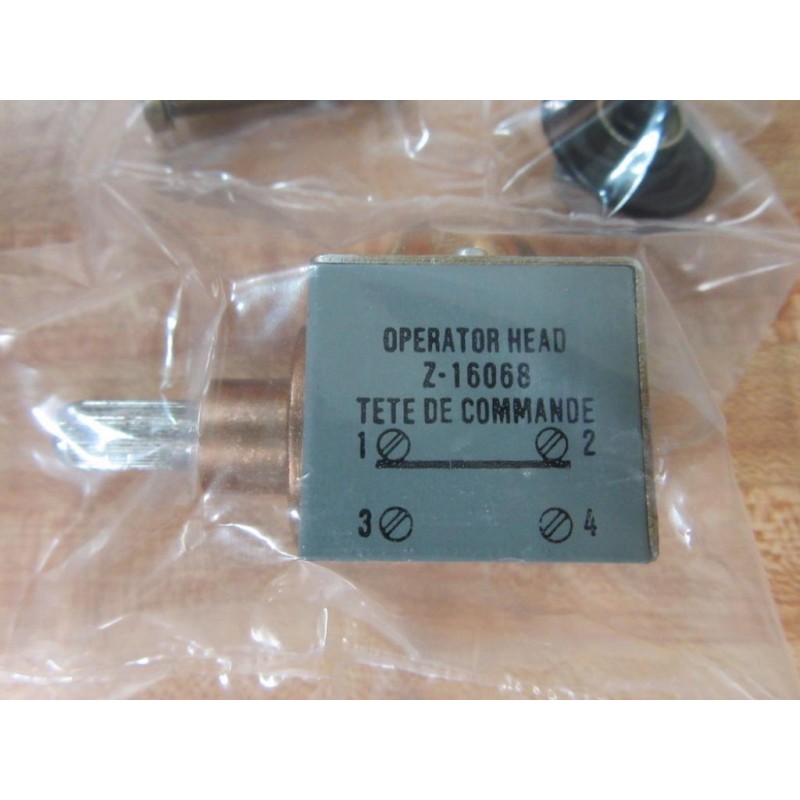 OPERATOR HEAD
Z-16068
TETE DE COMMANDE
1 2
3 4